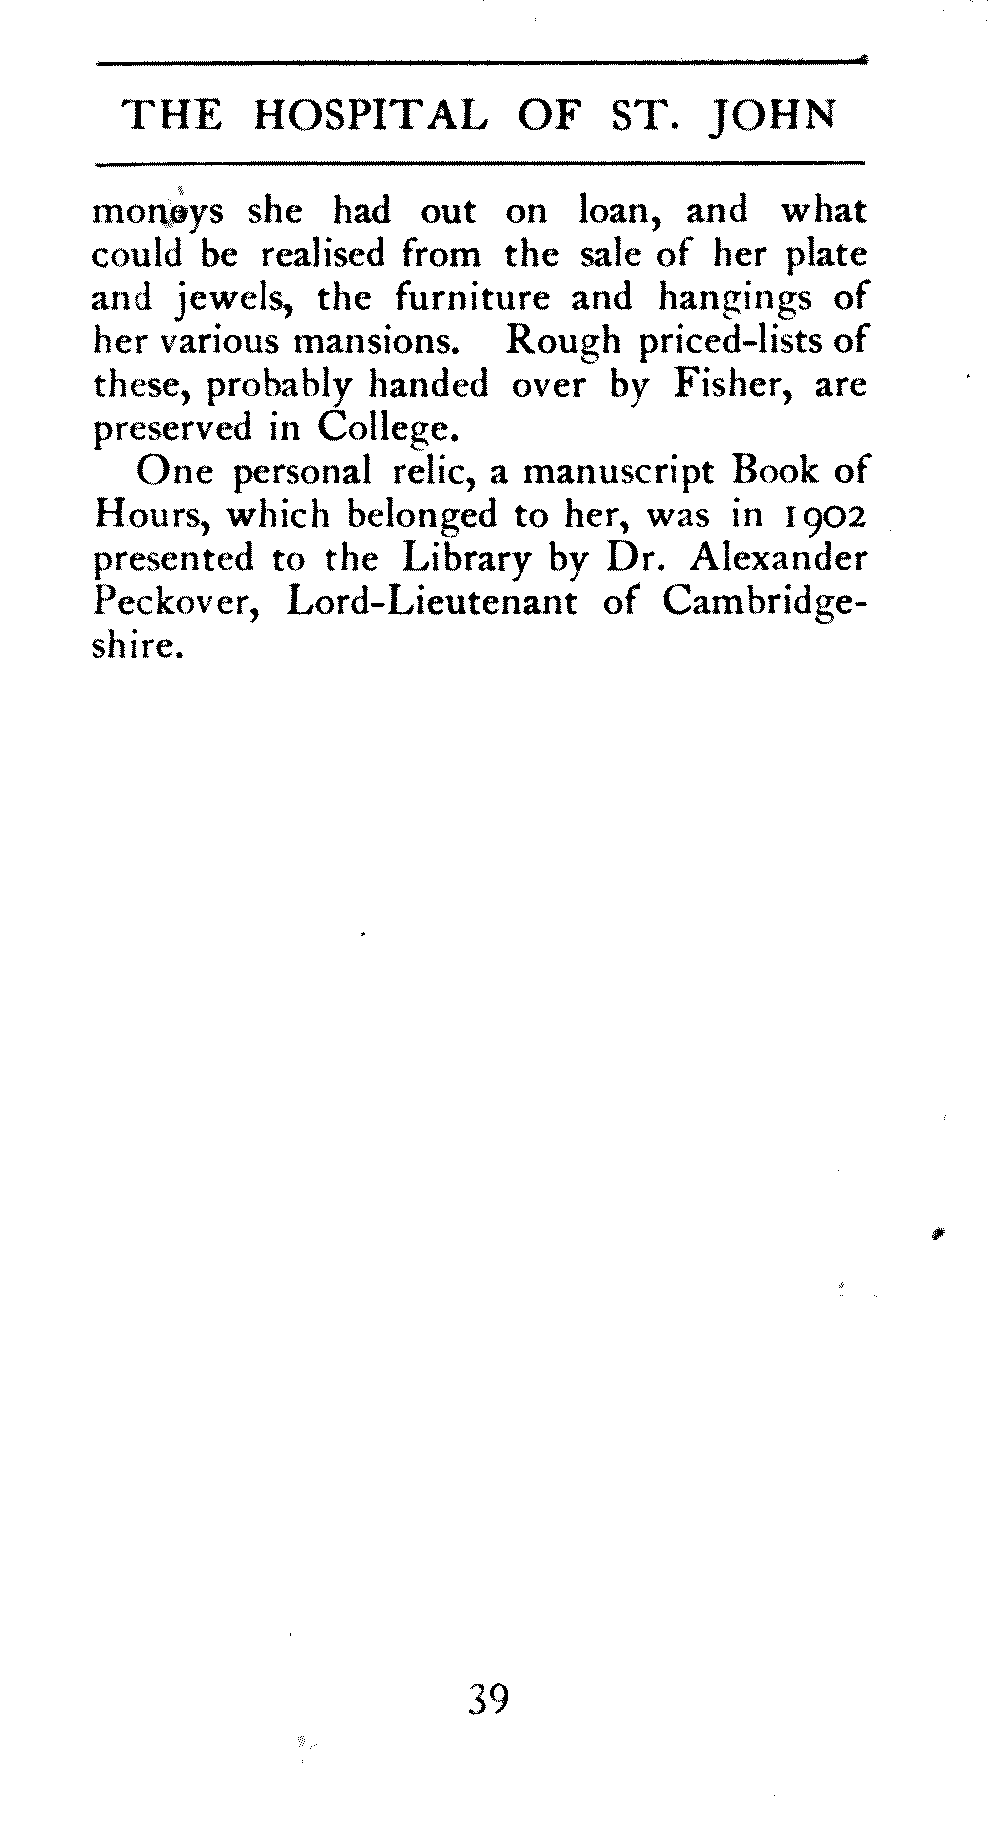 THE HOSPITAL OF ST. JOHN
moneys she had out on loan, and what
could be realised from the sale of her plate
and jewels, the furniture and hangings of
her various mansions. Rough priced-lists of
these, probably handed over by Fisher, are
preserved in College.
One personal relic, a manuscript Book of
Hours, which belonged to her, was in 1902
presented to the Library by Dr. Alexander
Peckover, Lord-Lieutenant of Cambridge-
shire.
39